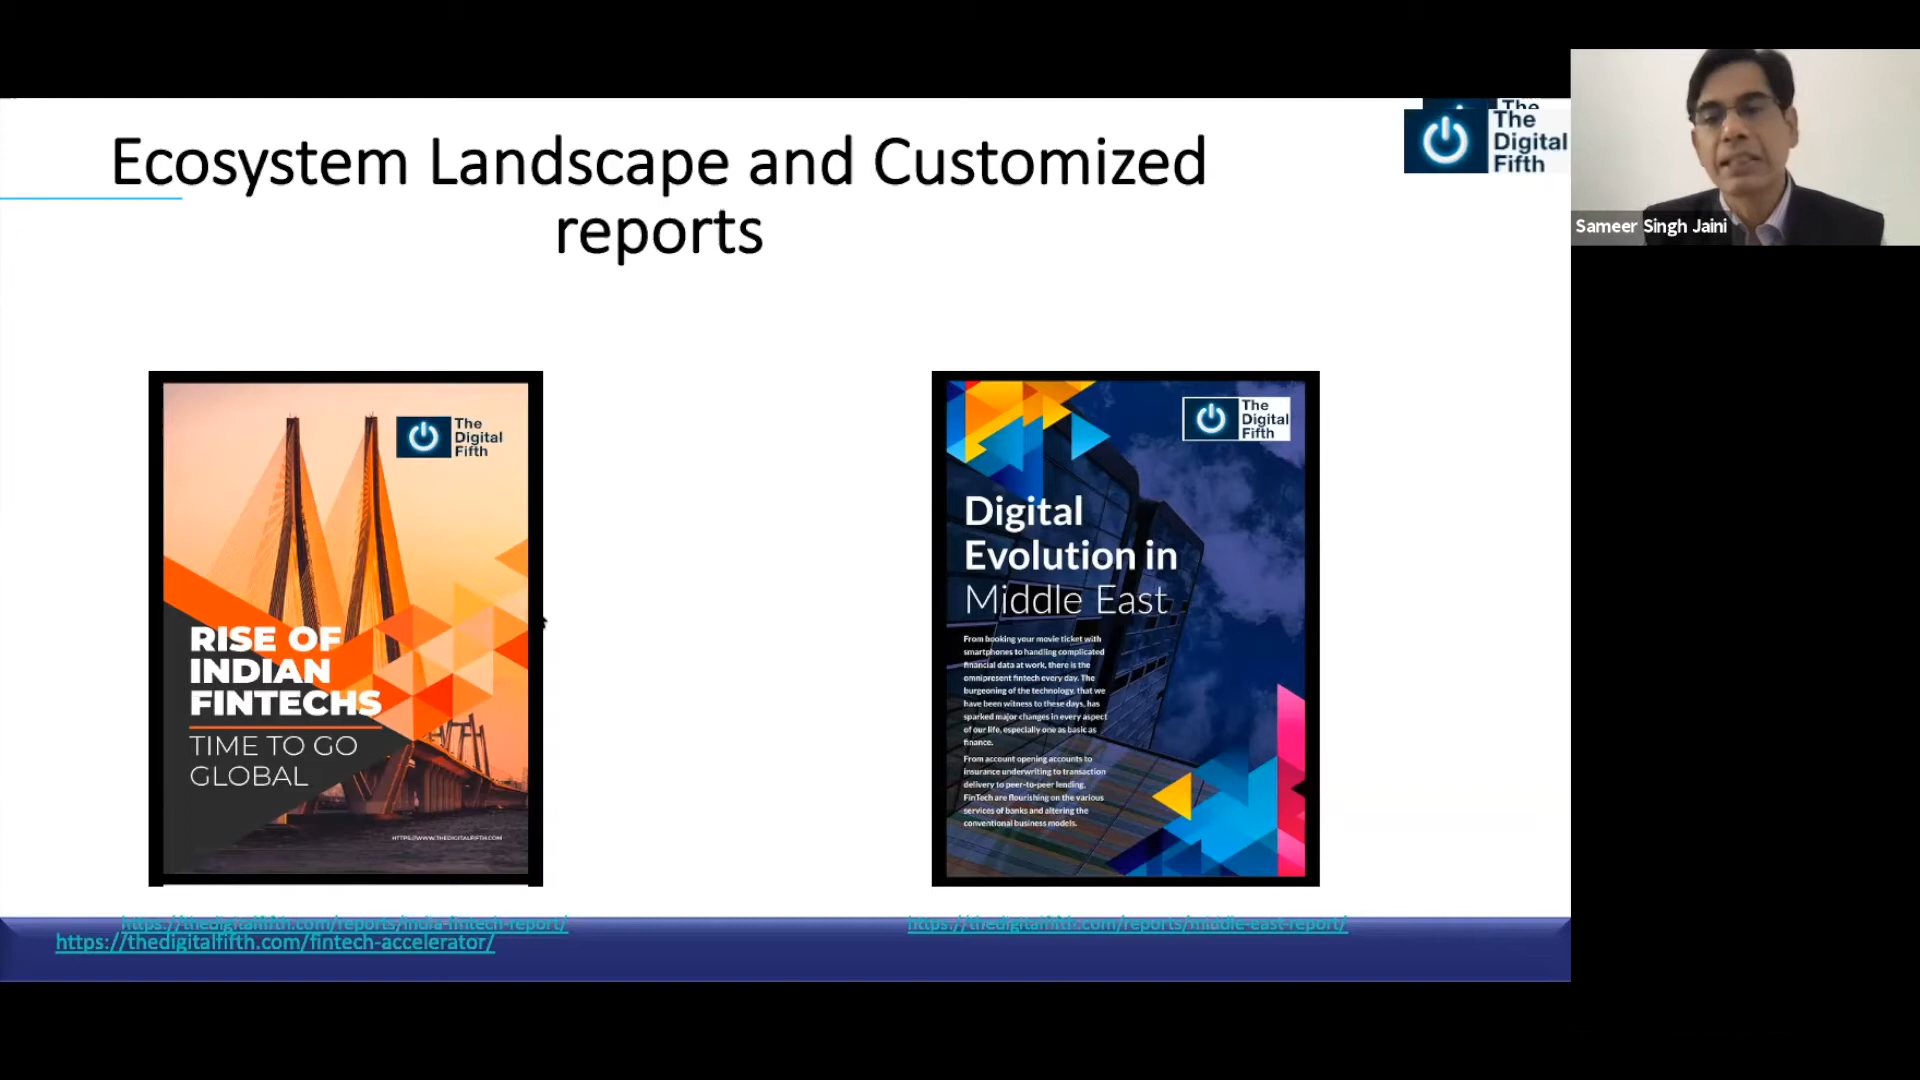 Ecosystem Landscape and Customized
reports
The
The
Digital
Fifth
Sameer Singh Jaini
The
Digital
Fifth
RISE OF
INDIAN
FINTECHS
TIME TO GO
GLOBAL
HTTPS://WWW.THEDIGITALFIFTH.COM
The
Digital
Fifth
Digital
Evolution in
Middle East
From booking your movie ticket with
smartphones to handling complicated
financial data at work, there is the
omnipresent fintech every day. The
burgeoning of the technology, that we
have been witness to these days, has
sparked major changes in every aspect
of our life, especially one as basic as
finance.
From account opening accounts to
insurance underwriting to transaction
delivery to peer-to-peer lending,
FinTech are flourishing on the various
services of banks and altering the
conventional business models.
https://thedigitalfifth.com/reports/india-fintech-report/
https://thedigitalfifth.com/fintech-accelerator/
https://thedigitalfifth.com/reports/middle-east-report/